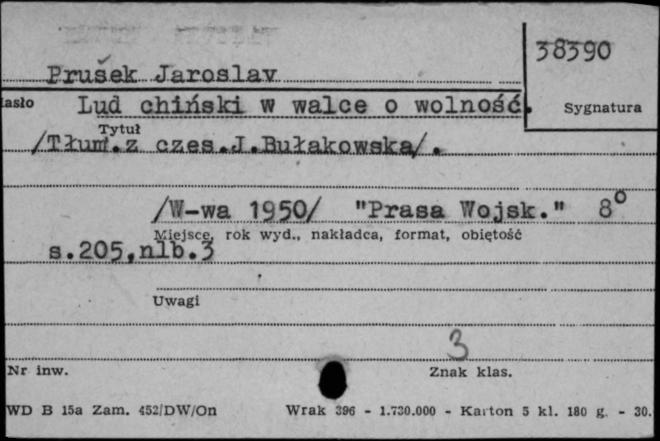 38390
Prušek Jaroslav
Hasło Lud chiński w walce o wolność. Sygnatura
Tytuł
/Tłum.z czes.J.Bułakowska/.
/W-wa 1950/ "Prasa Wojsk." 8°
Miejsce, rok wyd., nakładca, format, objętość
s.205,nlb.3
Uwagi
3
Nr inw. Znak klas.
WD B 15a Zam. 452/DW/On Wrak 396 - 1.730.000 - Karton 5 kl. 180 g. - 30.